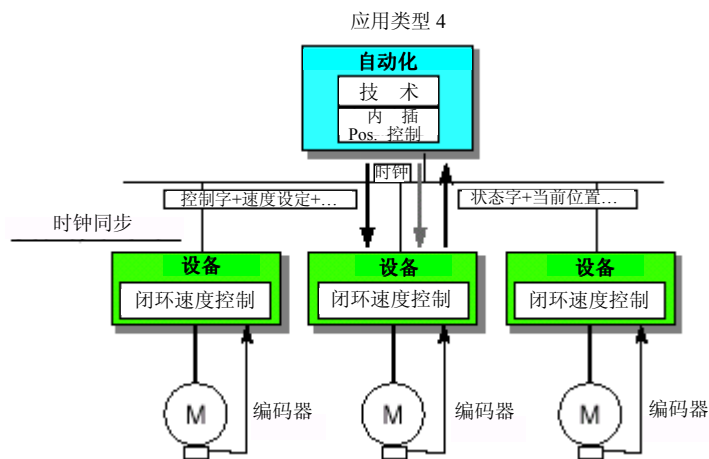 应用类型 4
自动化
技 术
内 插
Pos. 控制
时钟
控制字+速度设定+…
状态字+当前位置…
时钟同步
设备
设备
设备
闭环速度控制
闭环速度控制
闭环速度控制
M
编码器
M
编码器
M
编码器